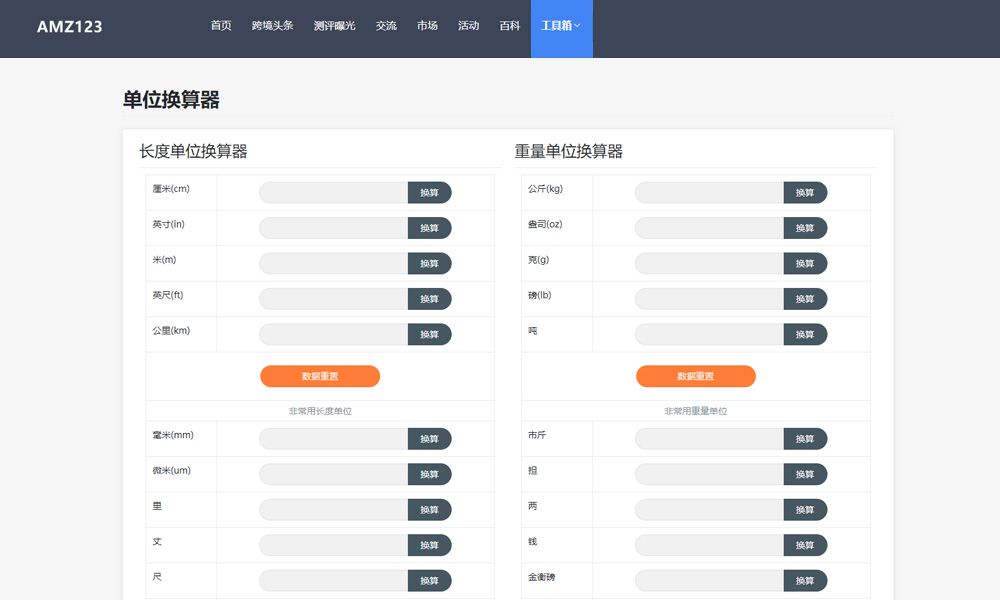 AMZ123 首页 跨境头条 测评曝光 交流 市场 活动 百科 工具箱
单位换算器
长度单位换算器
厘米(cm) 换算
英寸(in) 换算
米(m) 换算
英尺(ft) 换算
公里(km) 换算
数据重置
非常用长度单位
毫米(mm) 换算
微米(um) 换算
里 换算
丈 换算
尺 换算
重量单位换算器
公斤(kg) 换算
盎司(oz) 换算
克(g) 换算
磅(lb) 换算
吨 换算
数据重置
非常用重量单位
市斤 换算
担 换算
两 换算
钱 换算
金衡磅 换算